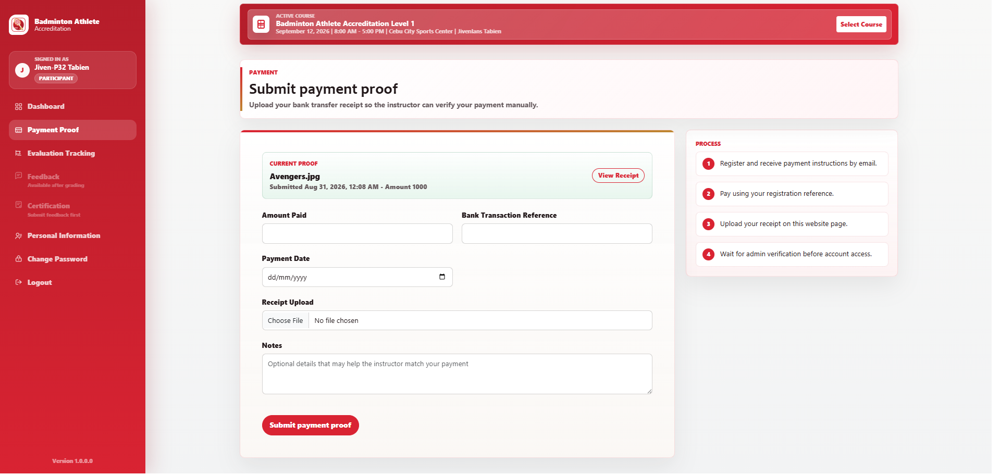 Badminton Athlete
Accreditation
SIGNED IN AS
J
Jiven-P32 Tabien
PARTICIPANT
Dashboard
Payment Proof
Evaluation Tracking
Feedback
Available after grading
Certification
Submit feedback first
Personal Information
Change Password
Logout
Version 1.0.0.0
ACTIVE COURSE
Badminton Athlete Accreditation Level 1
September 12, 2026 | 8:00 AM - 5:00 PM | Cebu City Sports Center | Jivenlans Tabien
Select Course
PAYMENT
Submit payment proof
Upload your bank transfer receipt so the instructor can verify your payment manually.
CURRENT PROOF
Avengers.jpg
Submitted Aug 31, 2026, 12:08 AM - Amount 1000
View Receipt
Amount Paid
Bank Transaction Reference
Payment Date
dd/mm/yyyy
Receipt Upload
Choose File
No file chosen
Notes
Optional details that may help the instructor match your payment
Submit payment proof
PROCESS
1 Register and receive payment instructions by email.
2 Pay using your registration reference.
3 Upload your receipt on this website page.
4 Wait for admin verification before account access.